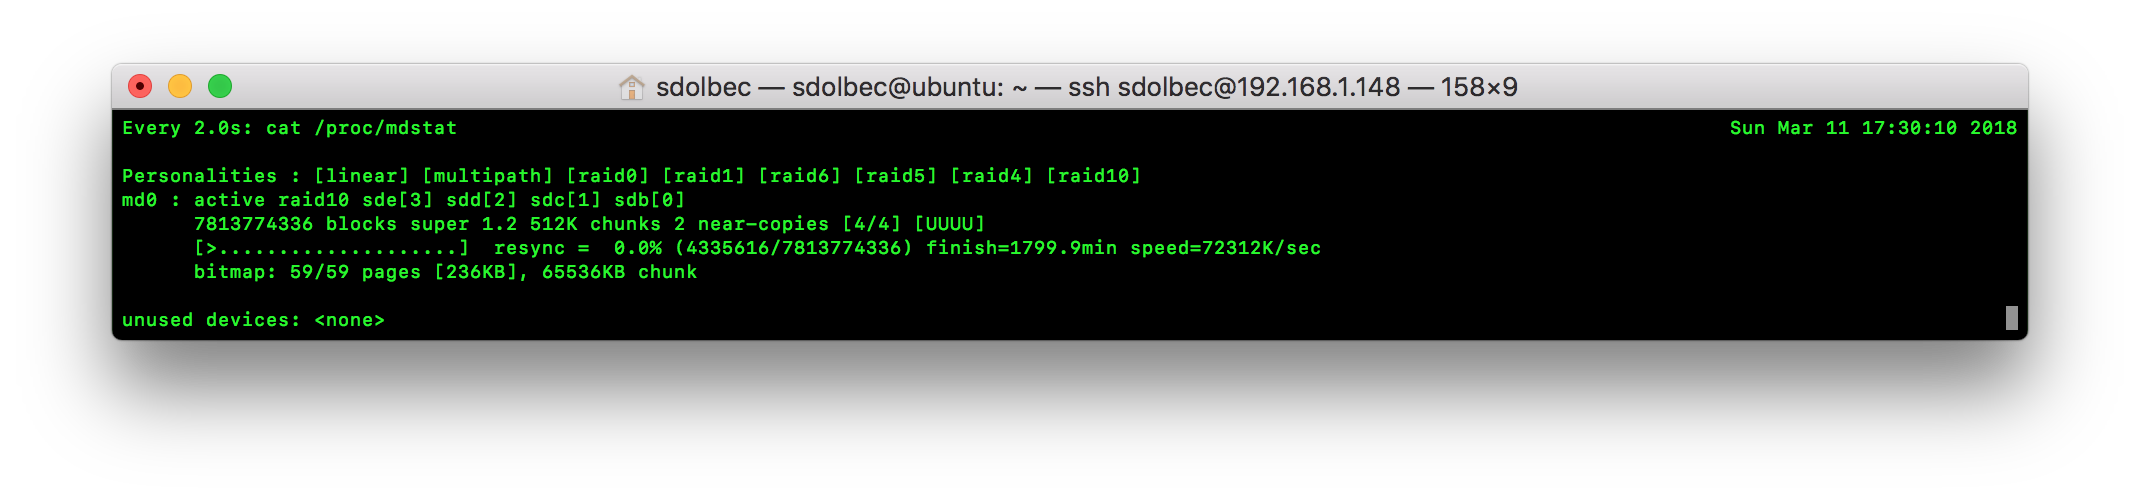 sdolbec — sdolbec@ubuntu: ~ — ssh sdolbec@192.168.1.148 — 158×9
Every 2.0s: cat /proc/mdstat Sun Mar 11 17:30:10 2018
Personalities : [linear] [multipath] [raid0] [raid1] [raid6] [raid5] [raid4] [raid10]
md0 : active raid10 sde[3] sdd[2] sdc[1] sdb[0]
7813774336 blocks super 1.2 512K chunks 2 near-copies [4/4] [UUUU]
[>....................]  resync =  0.0% (4335616/7813774336) finish=1799.9min speed=72312K/sec
bitmap: 59/59 pages [236KB], 65536KB chunk
unused devices: <none>